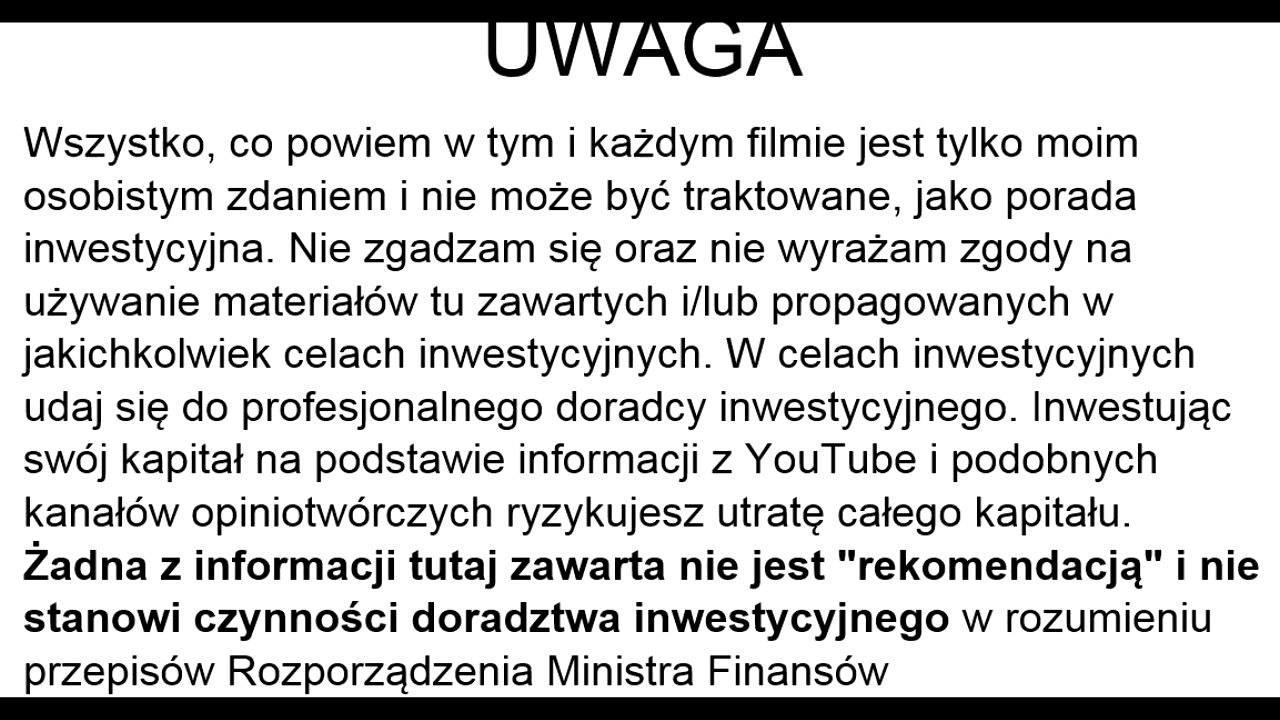 UWAGA
Wszystko, co powiem w tym i każdym filmie jest tylko moim
osobistym zdaniem i nie może być traktowane, jako porada
inwestycyjna. Nie zgadzam się oraz nie wyrażam zgody na
używanie materiałów tu zawartych i/lub propagowanych w
jakichkolwiek celach inwestycyjnych. W celach inwestycyjnych
udaj się do profesjonalnego doradcy inwestycyjnego. Inwestując
swój kapitał na podstawie informacji z YouTube i podobnych
kanałów opiniotwórczych ryzykujesz utratę całego kapitału.
Żadna z informacji tutaj zawarta nie jest "rekomendacją" i nie
stanowi czynności doradztwa inwestycyjnego w rozumieniu
przepisów Rozporządzenia Ministra Finansów